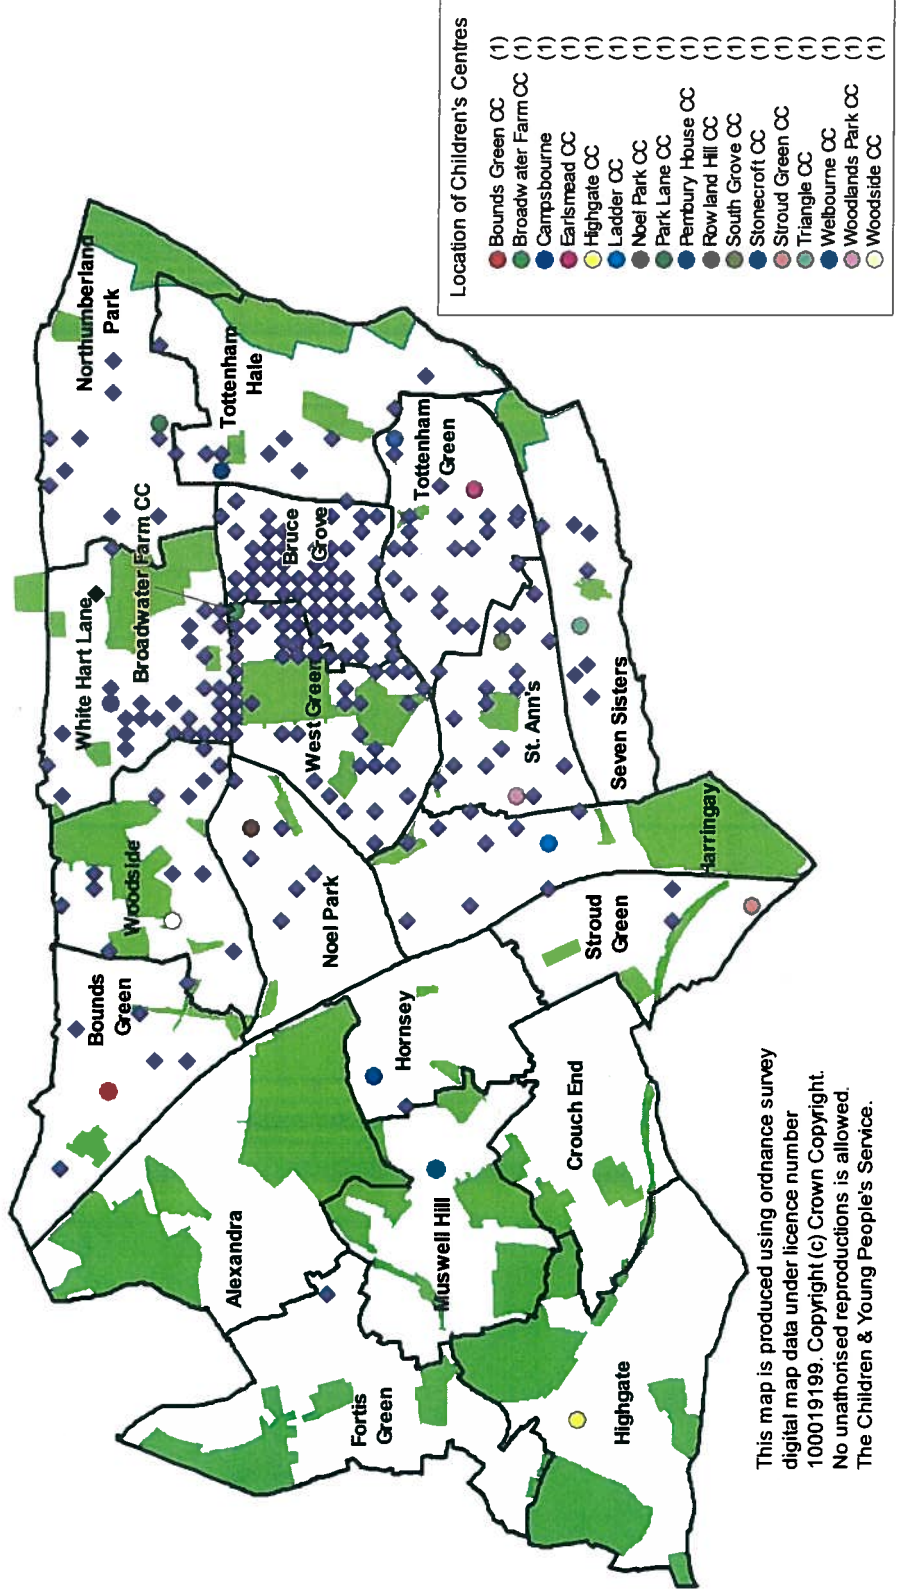 Northumberland
Park
Tottenham
Hale
Tottenham
Green
Broadwater Farm CC
White Hart Lane
Bruce
Grove
West Green
St. Ann's
Seven Sisters
Harringay
Woodside
Noel Park
Stroud
Green
Bounds
Green
Hornsey
Crouch End
Alexandra
Muswell Hill
Fortis
Green
Highgate
Location of Children's Centres
Bounds Green CC (1)
Broadwater Farm CC (1)
Campsbourne (1)
Earlsmead CC (1)
Highgate CC (1)
Ladder CC (1)
Noel Park CC (1)
Park Lane CC (1)
Pembury House CC (1)
Rowland Hill CC (1)
South Grove CC (1)
Stonecroft CC (1)
Stroud Green CC (1)
Triangle CC (1)
Welbourne CC (1)
Woodlands Park CC (1)
Woodside CC (1)
This map is produced using ordnance survey
digital map data under licence number
100019199. Copyright (c) Crown Copyright.
No unathorised reproductions is allowed.
The Children & Young People's Service.